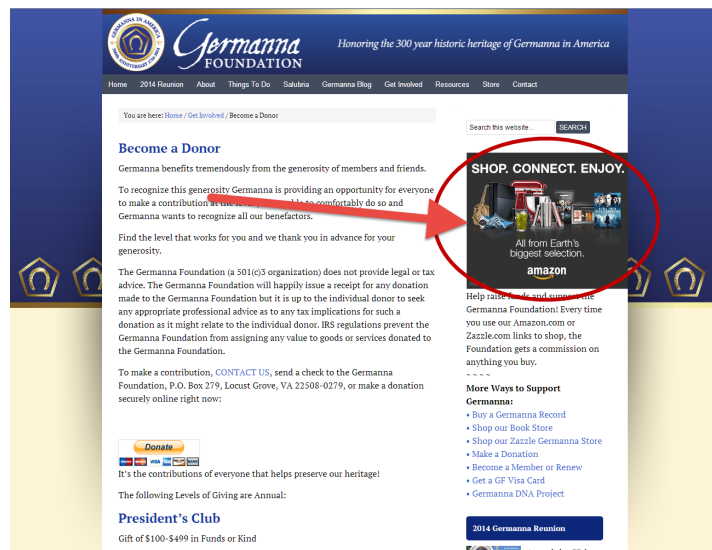 GERMANNA IN AMERICA
Germanna
FOUNDATION
Honoring the 300 year historic heritage of Germanna in America
Home 2014 Reunion About Things To Do Salubria Germanna Blog Get Involved Resources Store Contact
You are here: Home / Get Involved / Become a Donor
Become a Donor
Germanna benefits tremendously from the generosity of members and friends.
To recognize this generosity Germanna is providing an opportunity for everyone
to make a contribution at the to comfortably do so and
Germanna wants to recognize all our benefactors.
Find the level that works for you and we thank you in advance for your
generosity.
The Germanna Foundation (a 501(c)3 organization) does not provide legal or tax
advice. The Germanna Foundation will happily issue a receipt for any donation
made to the Germanna Foundation but it is up to the individual donor to seek
any appropriate professional advice as to any tax implications for such a
donation as it might relate to the individual donor. IRS regulations prevent the
Germanna Foundation from assigning any value to goods or services donated to
the Germanna Foundation.
To make a contribution, CONTACT US, send a check to the Germanna
Foundation, P.O. Box 279, Locust Grove, VA 22508-0279, or make a donation
securely online right now:
Donate
VISA
It's the contributions of everyone that helps preserve our heritage!
The following Levels of Giving are Annual:
President's Club
Gift of $100-$499 in Funds or Kind
Search this website... SEARCH
SHOP. CONNECT. ENJOY.
All from Earth's
biggest selection.
amazon
Help raise funds and support the
Germanna Foundation! Every time
you use our Amazon.com or
Zazzle.com links to shop, the
Foundation gets a commission on
anything you buy.
~ ~ ~ ~
More Ways to Support
Germanna:
• Buy a Germanna Record
• Shop our Book Store
• Shop our Zazzle Germanna Store
• Make a Donation
• Become a Member or Renew
• Get a GF Visa Card
• Germanna DNA Project
2014 Germanna Reunion